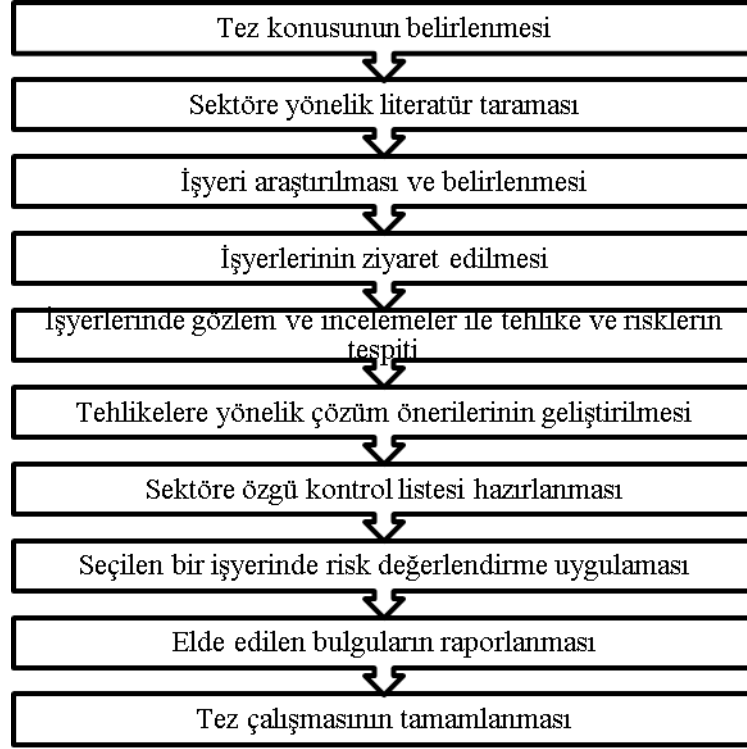 Tez konusunun belirlenmesi
Sektöre yönelik literatür taraması
İşyeri araştırılması ve belirlenmesi
İşyerlerinin ziyaret edilmesi
İşyerlerinde gözlem ve incelemeler ile tehlike ve risklerin
tespiti
Tehlikelere yönelik çözüm önerilerinin geliştirilmesi
Sektöre özgü kontrol listesi hazırlanması
Seçilen bir işyerinde risk değerlendirme uygulaması
Elde edilen bulguların raporlanması
Tez çalışmasının tamamlanması